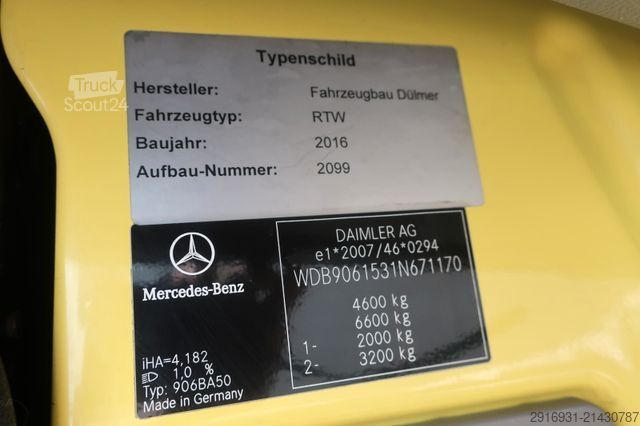 Typenschild
Hersteller: Fahrzeugbau Dülmer
Fahrzeugtyp: RTW
Baujahr: 2016
Aufbau-Nummer: 2099
Truck
Scout24
DAIMLER AG
e1*2007/46*0294
WDB9061531N671170
4600 kg
6600 kg
1- 2000 kg
2- 3200 kg
Mercedes-Benz
iHA=4,182
1,0 %
Typ: 906BA50
Made in Germany
2916931-21430787